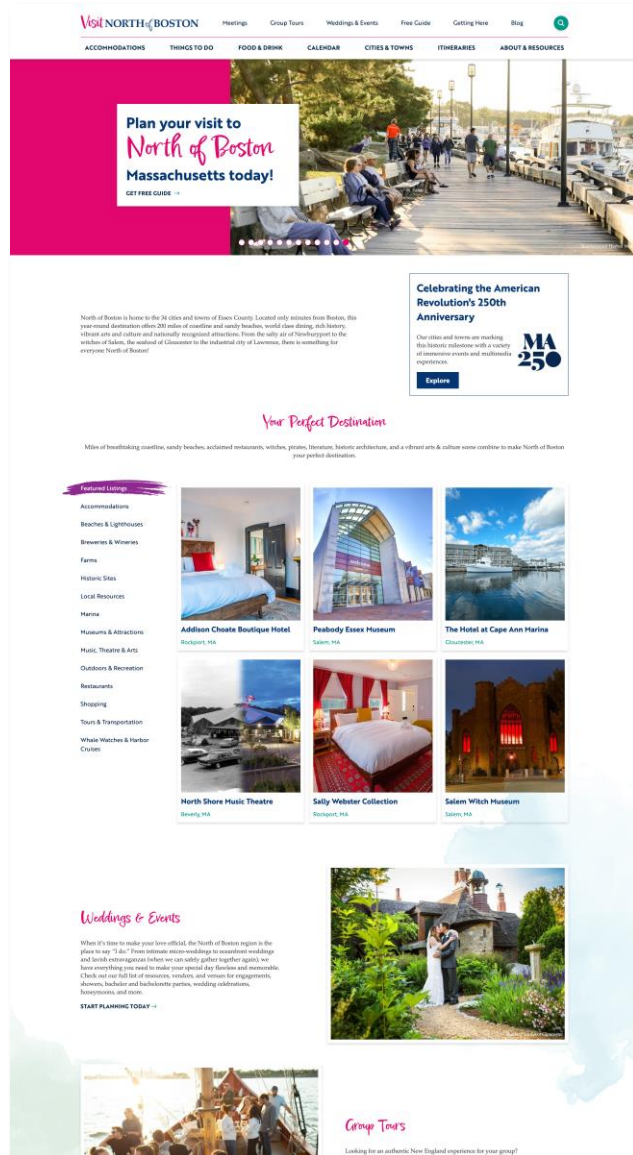 Visit NORTH of BOSTON
Meetings Group Tours Weddings & Events Free Guide Getting Here Blog
ACCOMMODATIONS THINGS TO DO FOOD & DRINK CALENDAR CITIES & TOWNS ITINERARIES ABOUT & RESOURCES
Plan your visit to
North of Boston
Massachusetts today!
GET FREE GUIDE →
North of Boston is home to the 34 cities and towns of Essex County. Located only minutes from Boston, this
year-round destination offers 200 miles of coastline and sandy beaches, world class dining, rich history,
vibrant arts and culture and nationally recognized attractions. From the salty air of Newburyport to the
witches of Salem, the seafood of Gloucester to the industrial city of Lawrence, there is something for
everyone North of Boston!
Celebrating the American
Revolution's 250th
Anniversary
Our cities and towns are marking
this historic milestone with a variety
of immersive events and multimedia
experiences.
MA
250
Explore
Your Perfect Destination
Miles of breathtaking coastline, sandy beaches, acclaimed restaurants, witches, pirates, literature, historic architecture, and a vibrant arts & culture scene combine to make North of Boston
your perfect destination.
Featured Listings
Accommodations
Beaches & Lighthouses
Breweries & Wineries
Farms
Historic Sites
Local Resources
Marina
Museums & Attractions
Music, Theatre & Arts
Outdoors & Recreation
Restaurants
Shopping
Tours & Transportation
Whale Watches & Harbor
Cruises
Addison Choate Boutique Hotel
Rockport, MA
Peabody Essex Museum
Salem, MA
The Hotel at Cape Ann Marina
Gloucester, MA
North Shore Music Theatre
Beverly, MA
Sally Webster Collection
Rockport, MA
Salem Witch Museum
Salem, MA
Weddings & Events
When it's time to make your love official, the North of Boston region is the
place to say "I do." From intimate micro-weddings to oceanfront weddings
and lavish extravaganzas (when we can safely gather together again), we
have everything you need to make your special day flawless and memorable.
Check out our full list of resources, vendors, and venues for engagements,
showers, bachelor and bachelorette parties, wedding celebrations,
honeymoons, and more.
START PLANNING TODAY →
Group Tours
Looking for an authentic New England experience for your group?